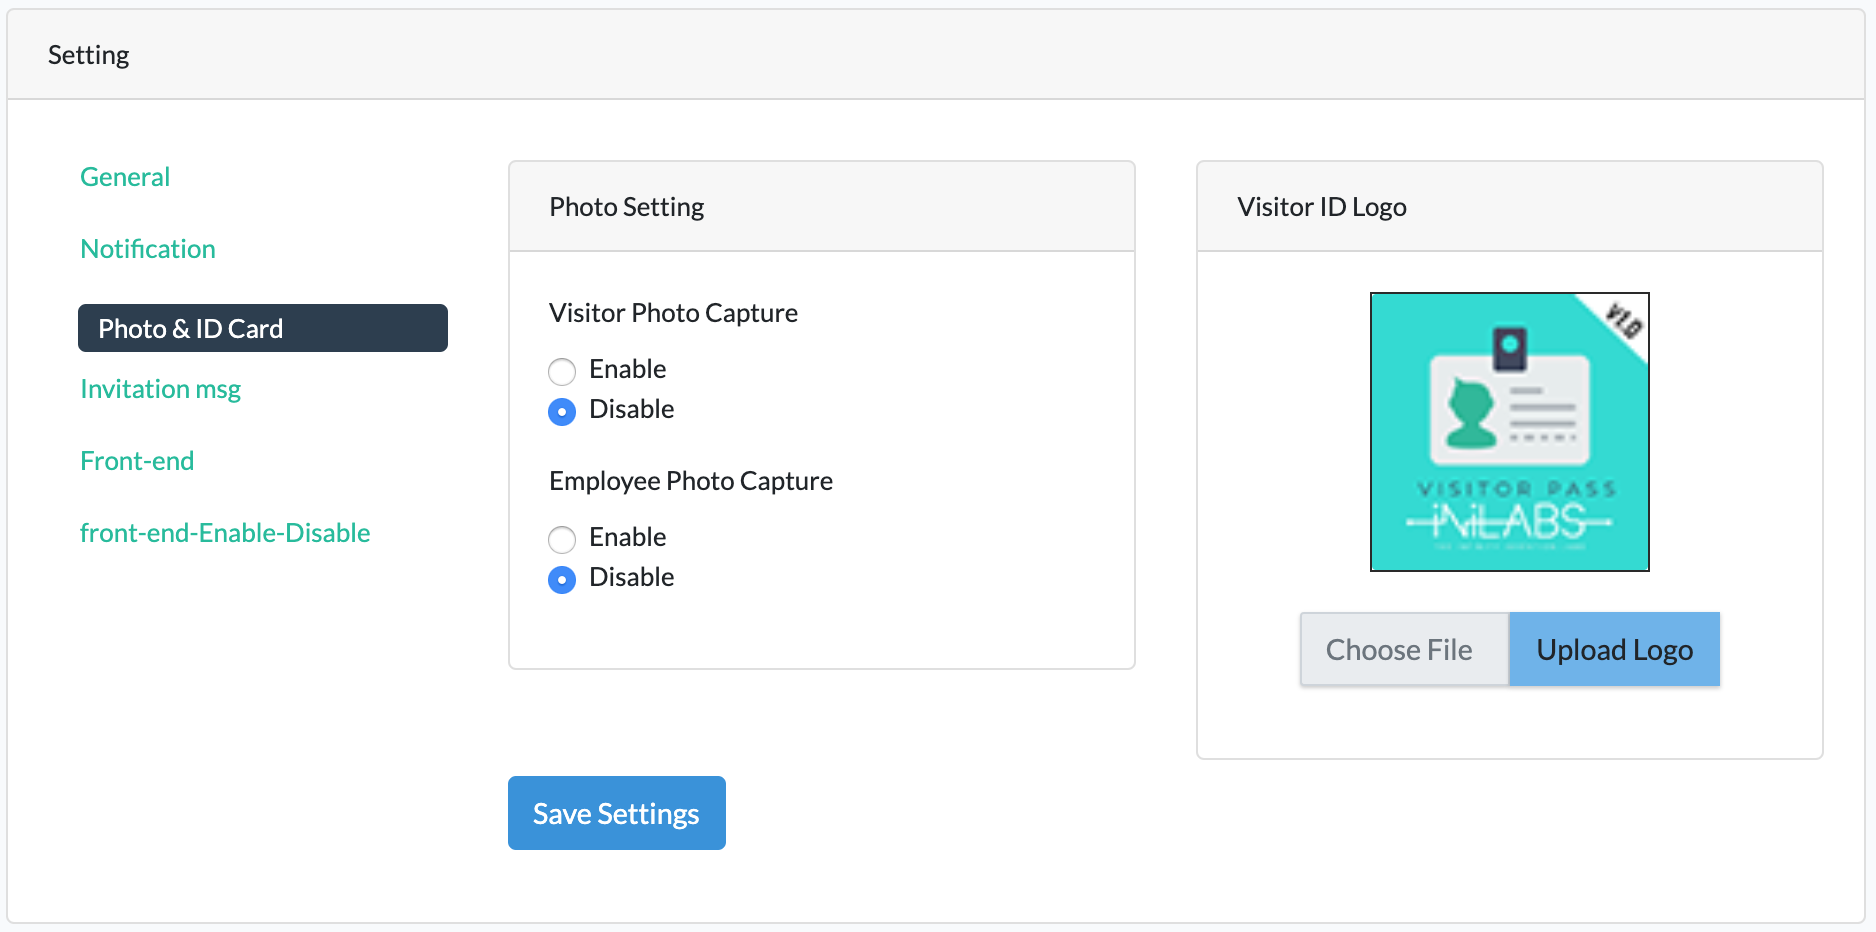 Setting
General
Notification
Photo & ID Card
Invitation msg
Front-end
front-end-Enable-Disable
Photo Setting
Visitor Photo Capture
Enable
Disable
Employee Photo Capture
Enable
Disable
Save Settings
Visitor ID Logo
V1.0
VISITOR PASS
iNiLABS
Choose File
Upload Logo